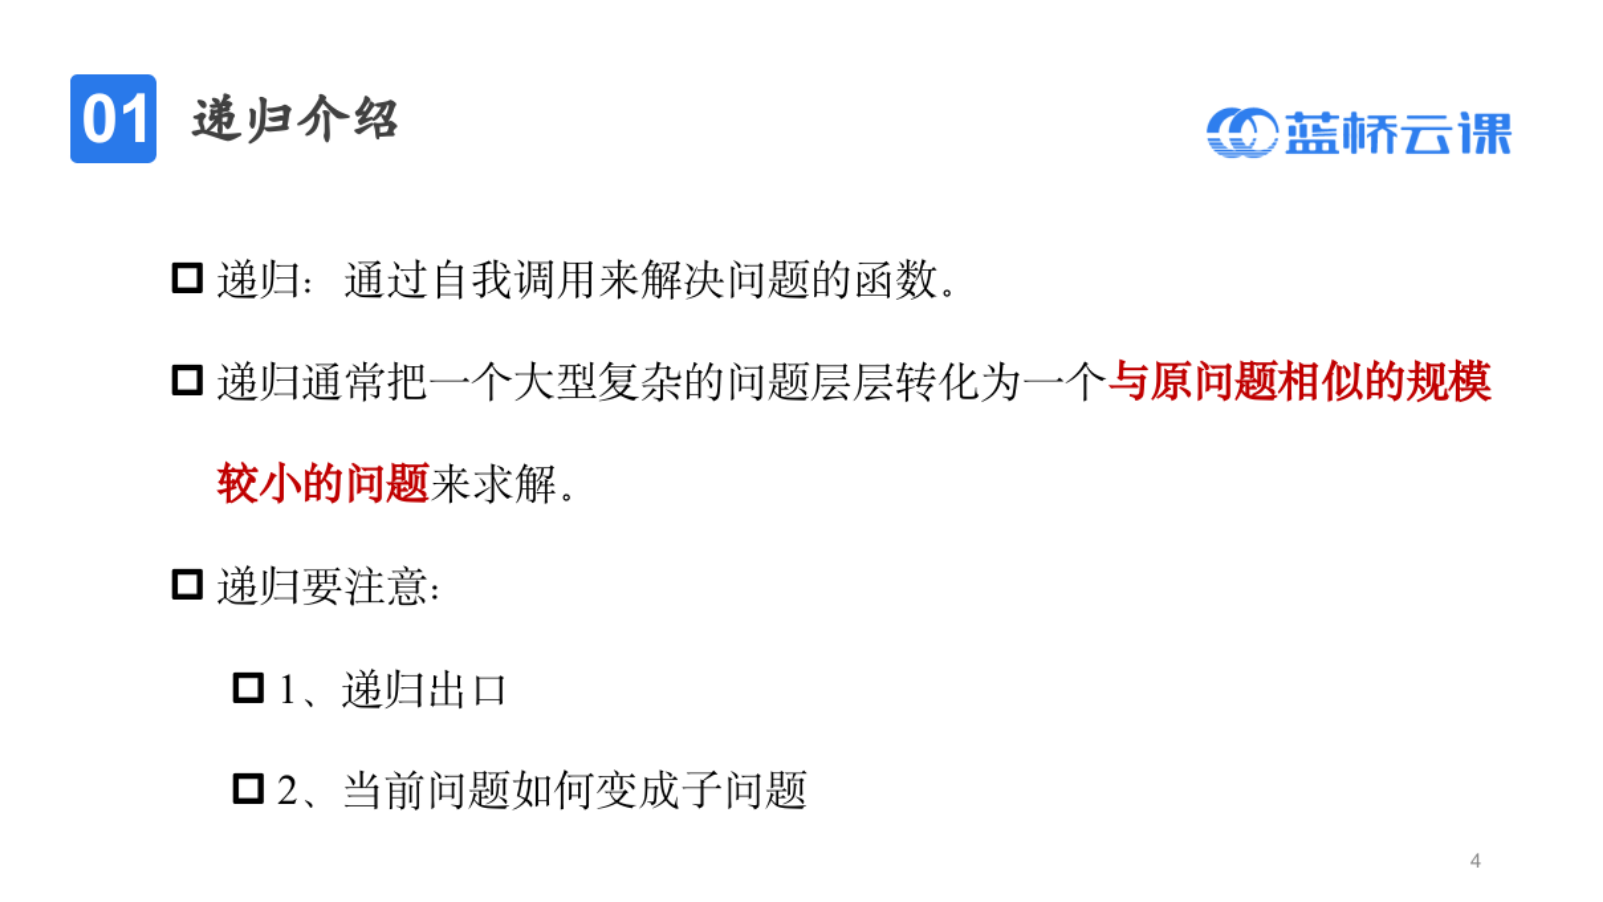 01 递归介绍
蓝桥云课
递归：通过自我调用来解决问题的函数。
递归通常把一个大型复杂的问题层层转化为一个与原问题相似的规模
较小的问题来求解。
递归要注意：
1、递归出口
2、当前问题如何变成子问题
4